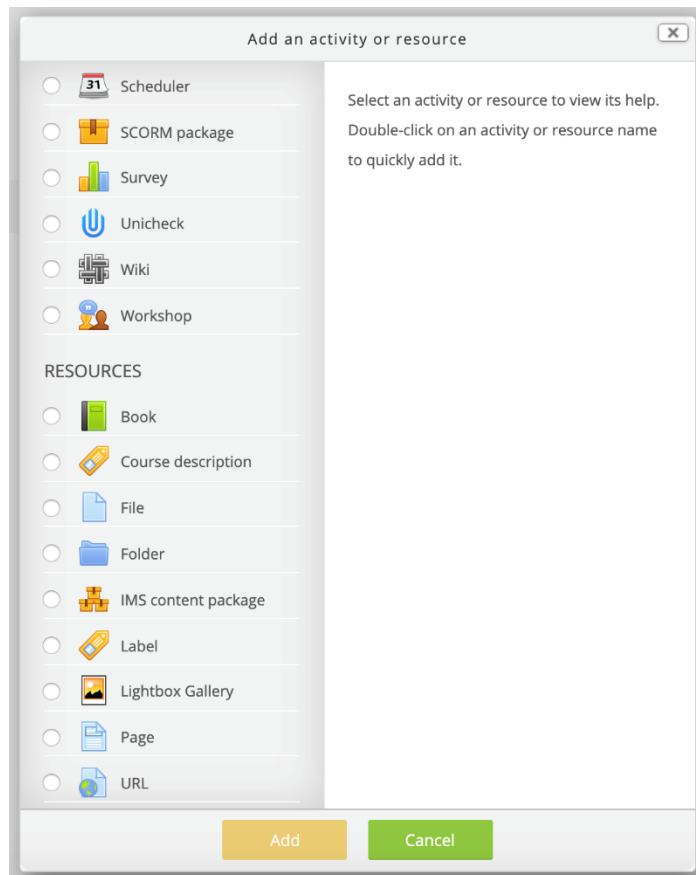 Add an activity or resource
31
Scheduler
SCORM package
Survey
Unicheck
Wiki
Workshop
RESOURCES
Book
Course description
File
Folder
IMS content package
Label
Lightbox Gallery
Page
URL
Select an activity or resource to view its help.
Double-click on an activity or resource name
to quickly add it.
Add
Cancel